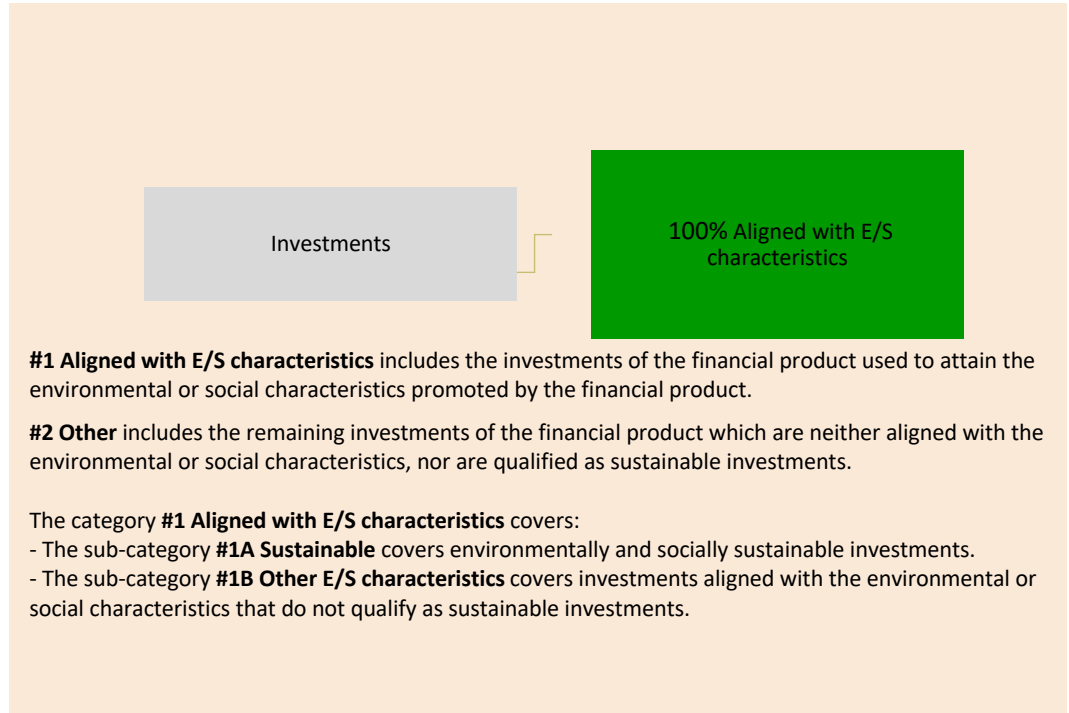 Investments
100% Aligned with E/S
characteristics
#1 Aligned with E/S characteristics includes the investments of the financial product used to attain the
environmental or social characteristics promoted by the financial product.
#2 Other includes the remaining investments of the financial product which are neither aligned with the
environmental or social characteristics, nor are qualified as sustainable investments.
The category #1 Aligned with E/S characteristics covers:
- The sub-category #1A Sustainable covers environmentally and socially sustainable investments.
- The sub-category #1B Other E/S characteristics covers investments aligned with the environmental or
social characteristics that do not qualify as sustainable investments.